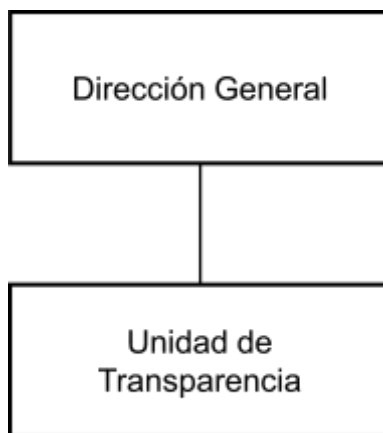 Dirección General
Unidad de
Transparencia